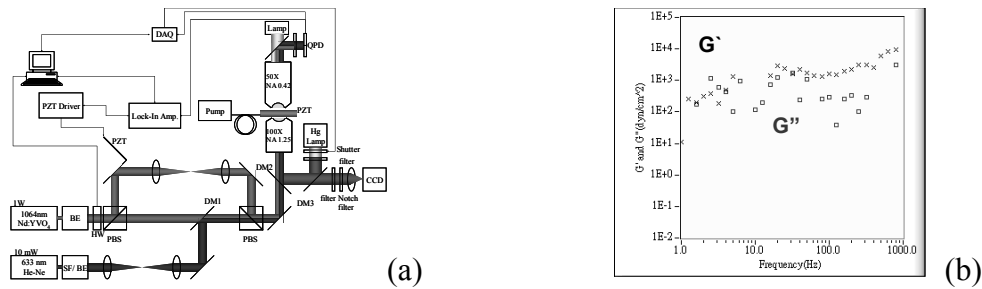 DAQ
Lamp
QPD
50X
NA 0.42
PZT Driver
Lock-In Amp.
Pump
PZT
100X
NA 1.25
Hg
Lamp
PZT
Shutter
filter
CCD
DM2
filter
Notch
filter
DM3
DM1
1W
1064nm
Nd:YVO4
BE
HW
PBS
PBS
10 mW
633 nm
He-Ne
SF/ BE
(a)
1E+5
1E+4
1E+3
1E+2
1E+1
1E+0
1E-1
1E-2
G' and G"(dyn/cm^2)
G`
G”
1.0
10.0
100.0
1000.0
Frequency(Hz)
(b)